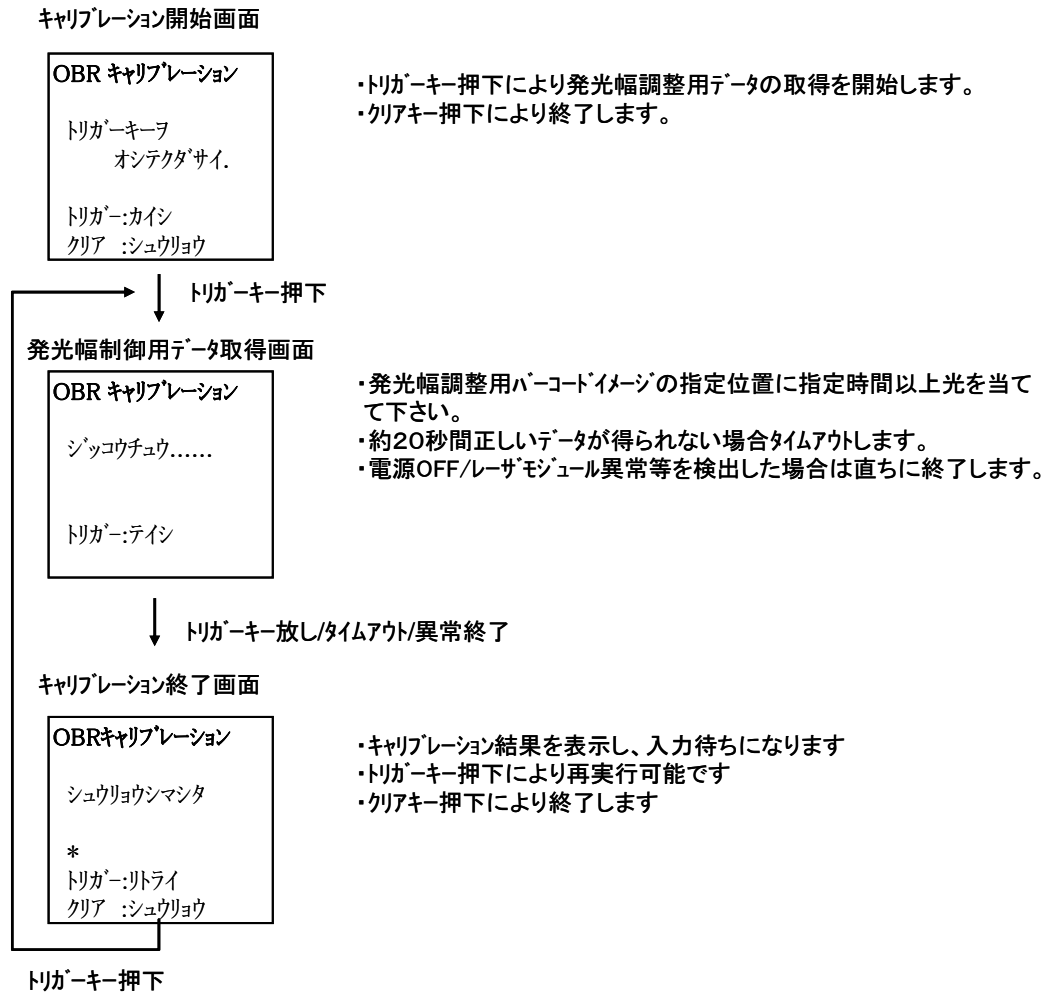 ｷｬﾘﾌﾞﾚｰｼｮﾝ開始画面
OBR ｷｬﾘﾌﾞﾚｰｼｮﾝ
ﾄﾘｶﾞｰｷｰｦ
ｵｼﾃｸﾀﾞｻｲ.
ﾄﾘｶﾞｰ:ｶｲｼ
ｸﾘｱ :ｼｭｳﾘｮｳ
・ﾄﾘｶﾞｰｷｰ押下により発光幅調整用ﾃﾞｰﾀの取得を開始します。
・ｸﾘｱｷｰ押下により終了します。
ﾄﾘｶﾞｰｷｰ押下
発光幅制御用ﾃﾞｰﾀ取得画面
OBR ｷｬﾘﾌﾞﾚｰｼｮﾝ
ｼﾞｯｺｳﾁｭｳ......
ﾄﾘｶﾞｰ:ﾃｲｼ
・発光幅調整用ﾊﾞｰｺｰﾄﾞｲﾒｰｼﾞの指定位置に指定時間以上光を当て
て下さい。
・約20秒間正しいﾃﾞｰﾀが得られない場合ﾀｲﾑｱｳﾄします。
・電源OFF/ﾚｰｻﾞﾓｼﾞｭｰﾙ異常等を検出した場合は直ちに終了します。
ﾄﾘｶﾞｰｷｰ放し/ﾀｲﾑｱｳﾄ/異常終了
ｷｬﾘﾌﾞﾚｰｼｮﾝ終了画面
OBRｷｬﾘﾌﾞﾚｰｼｮﾝ
ｼｭｳﾘｮｳｼﾏｼﾀ
*
ﾄﾘｶﾞｰ:ﾘﾄﾗｲ
ｸﾘｱ :ｼｭｳﾘｮｳ
・ｷｬﾘﾌﾞﾚｰｼｮﾝ結果を表示し、入力待ちになります
・ﾄﾘｶﾞｰｷｰ押下により再実行可能です
・ｸﾘｱｷｰ押下により終了します
ﾄﾘｶﾞｰｷｰ押下